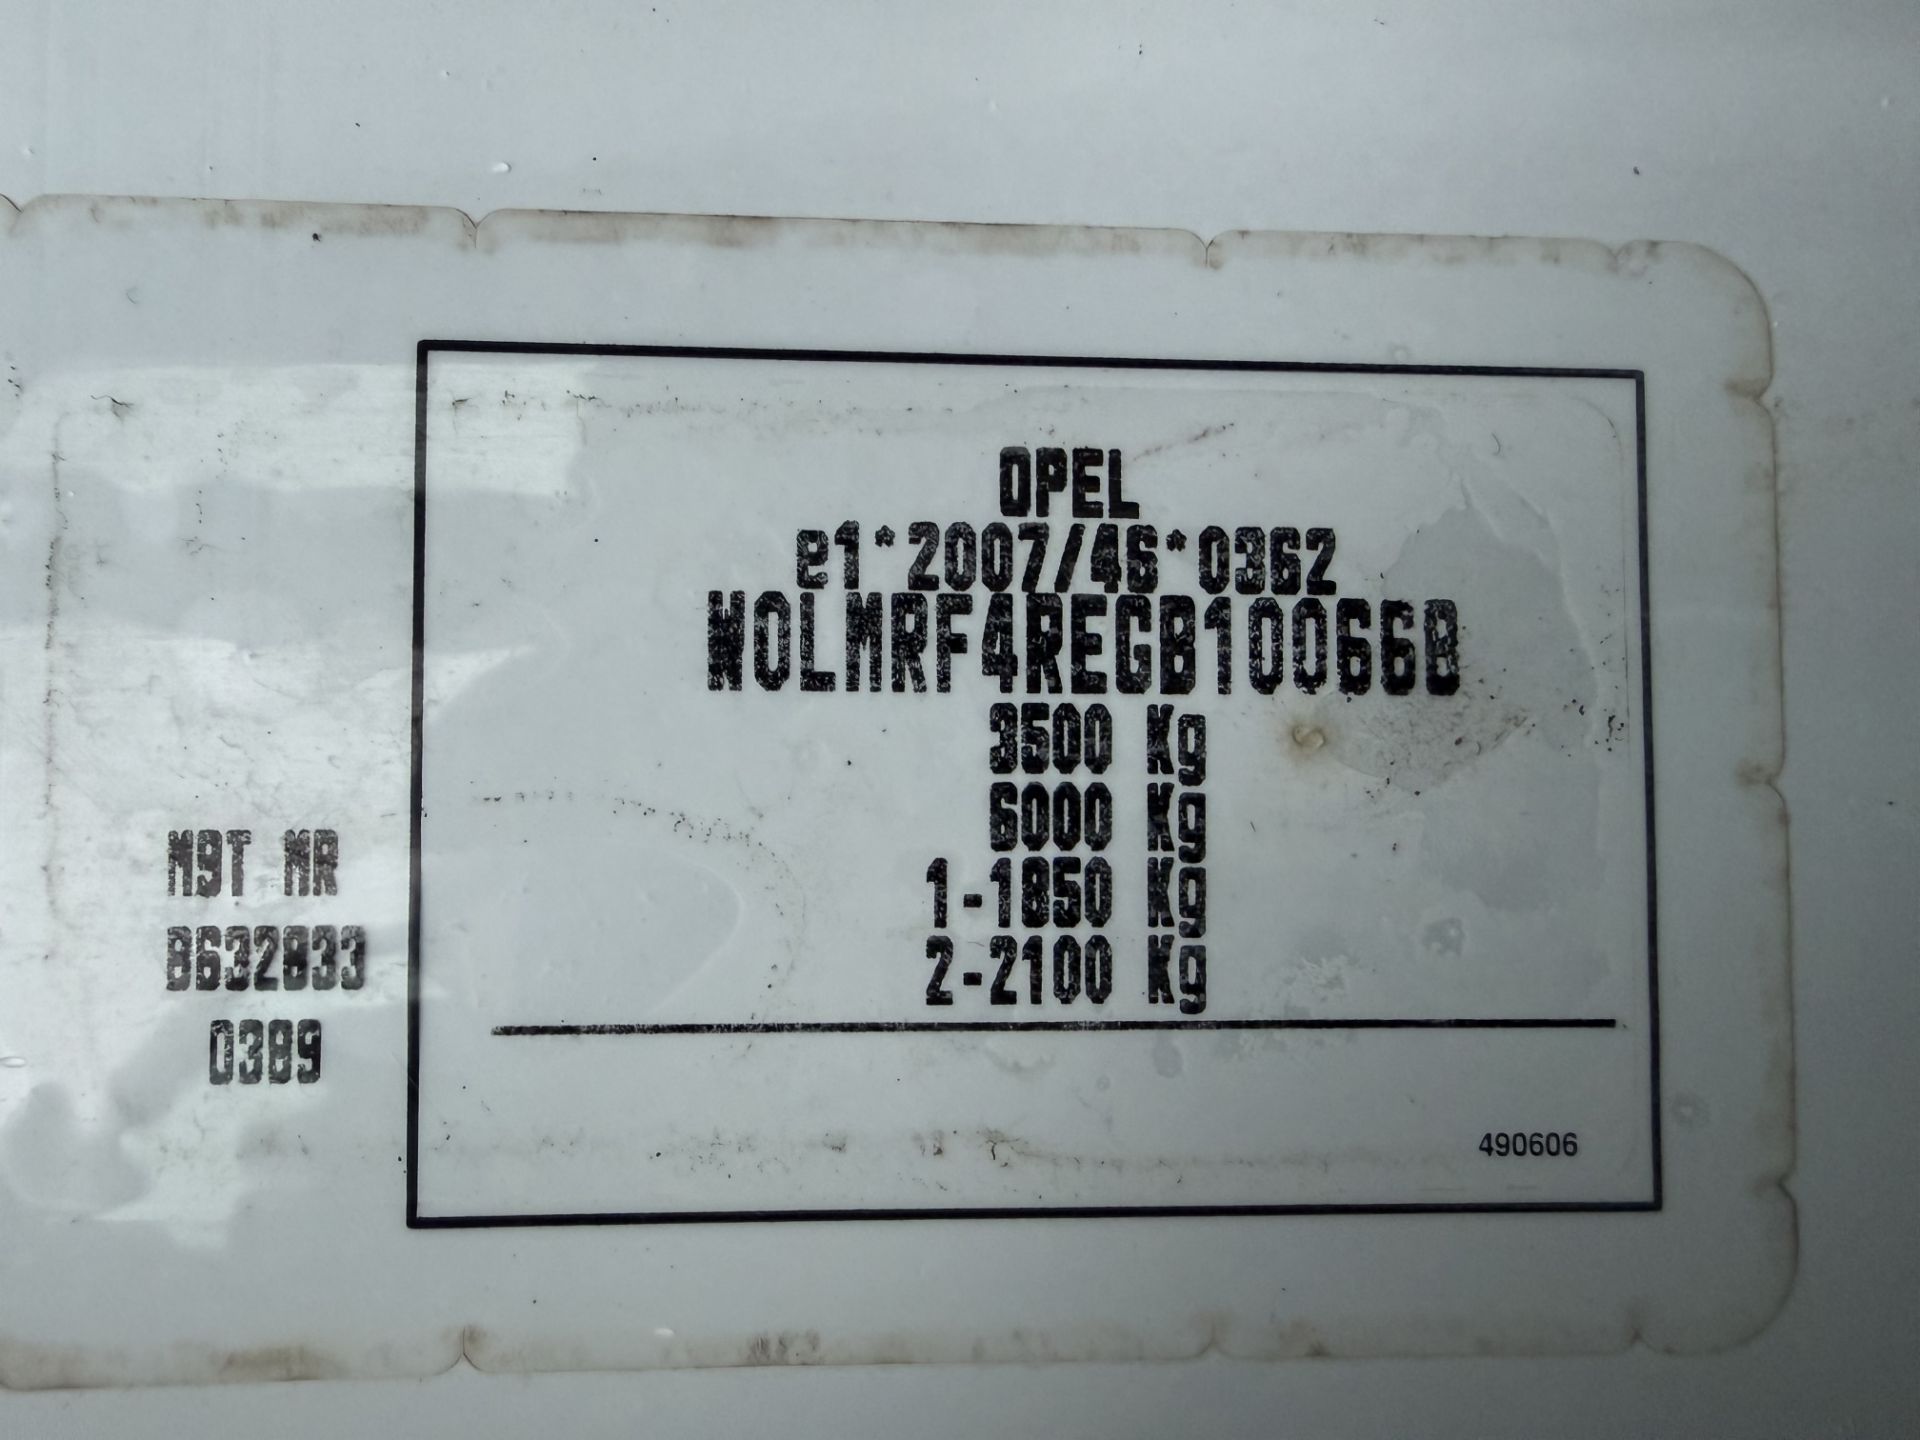 OPEL
e1*2007/46*0362
W0LMRF4REGB100668
3500 Kg
6000 Kg
1-1850 Kg
2-2100 Kg
M9T MR
B632833
0389
490606